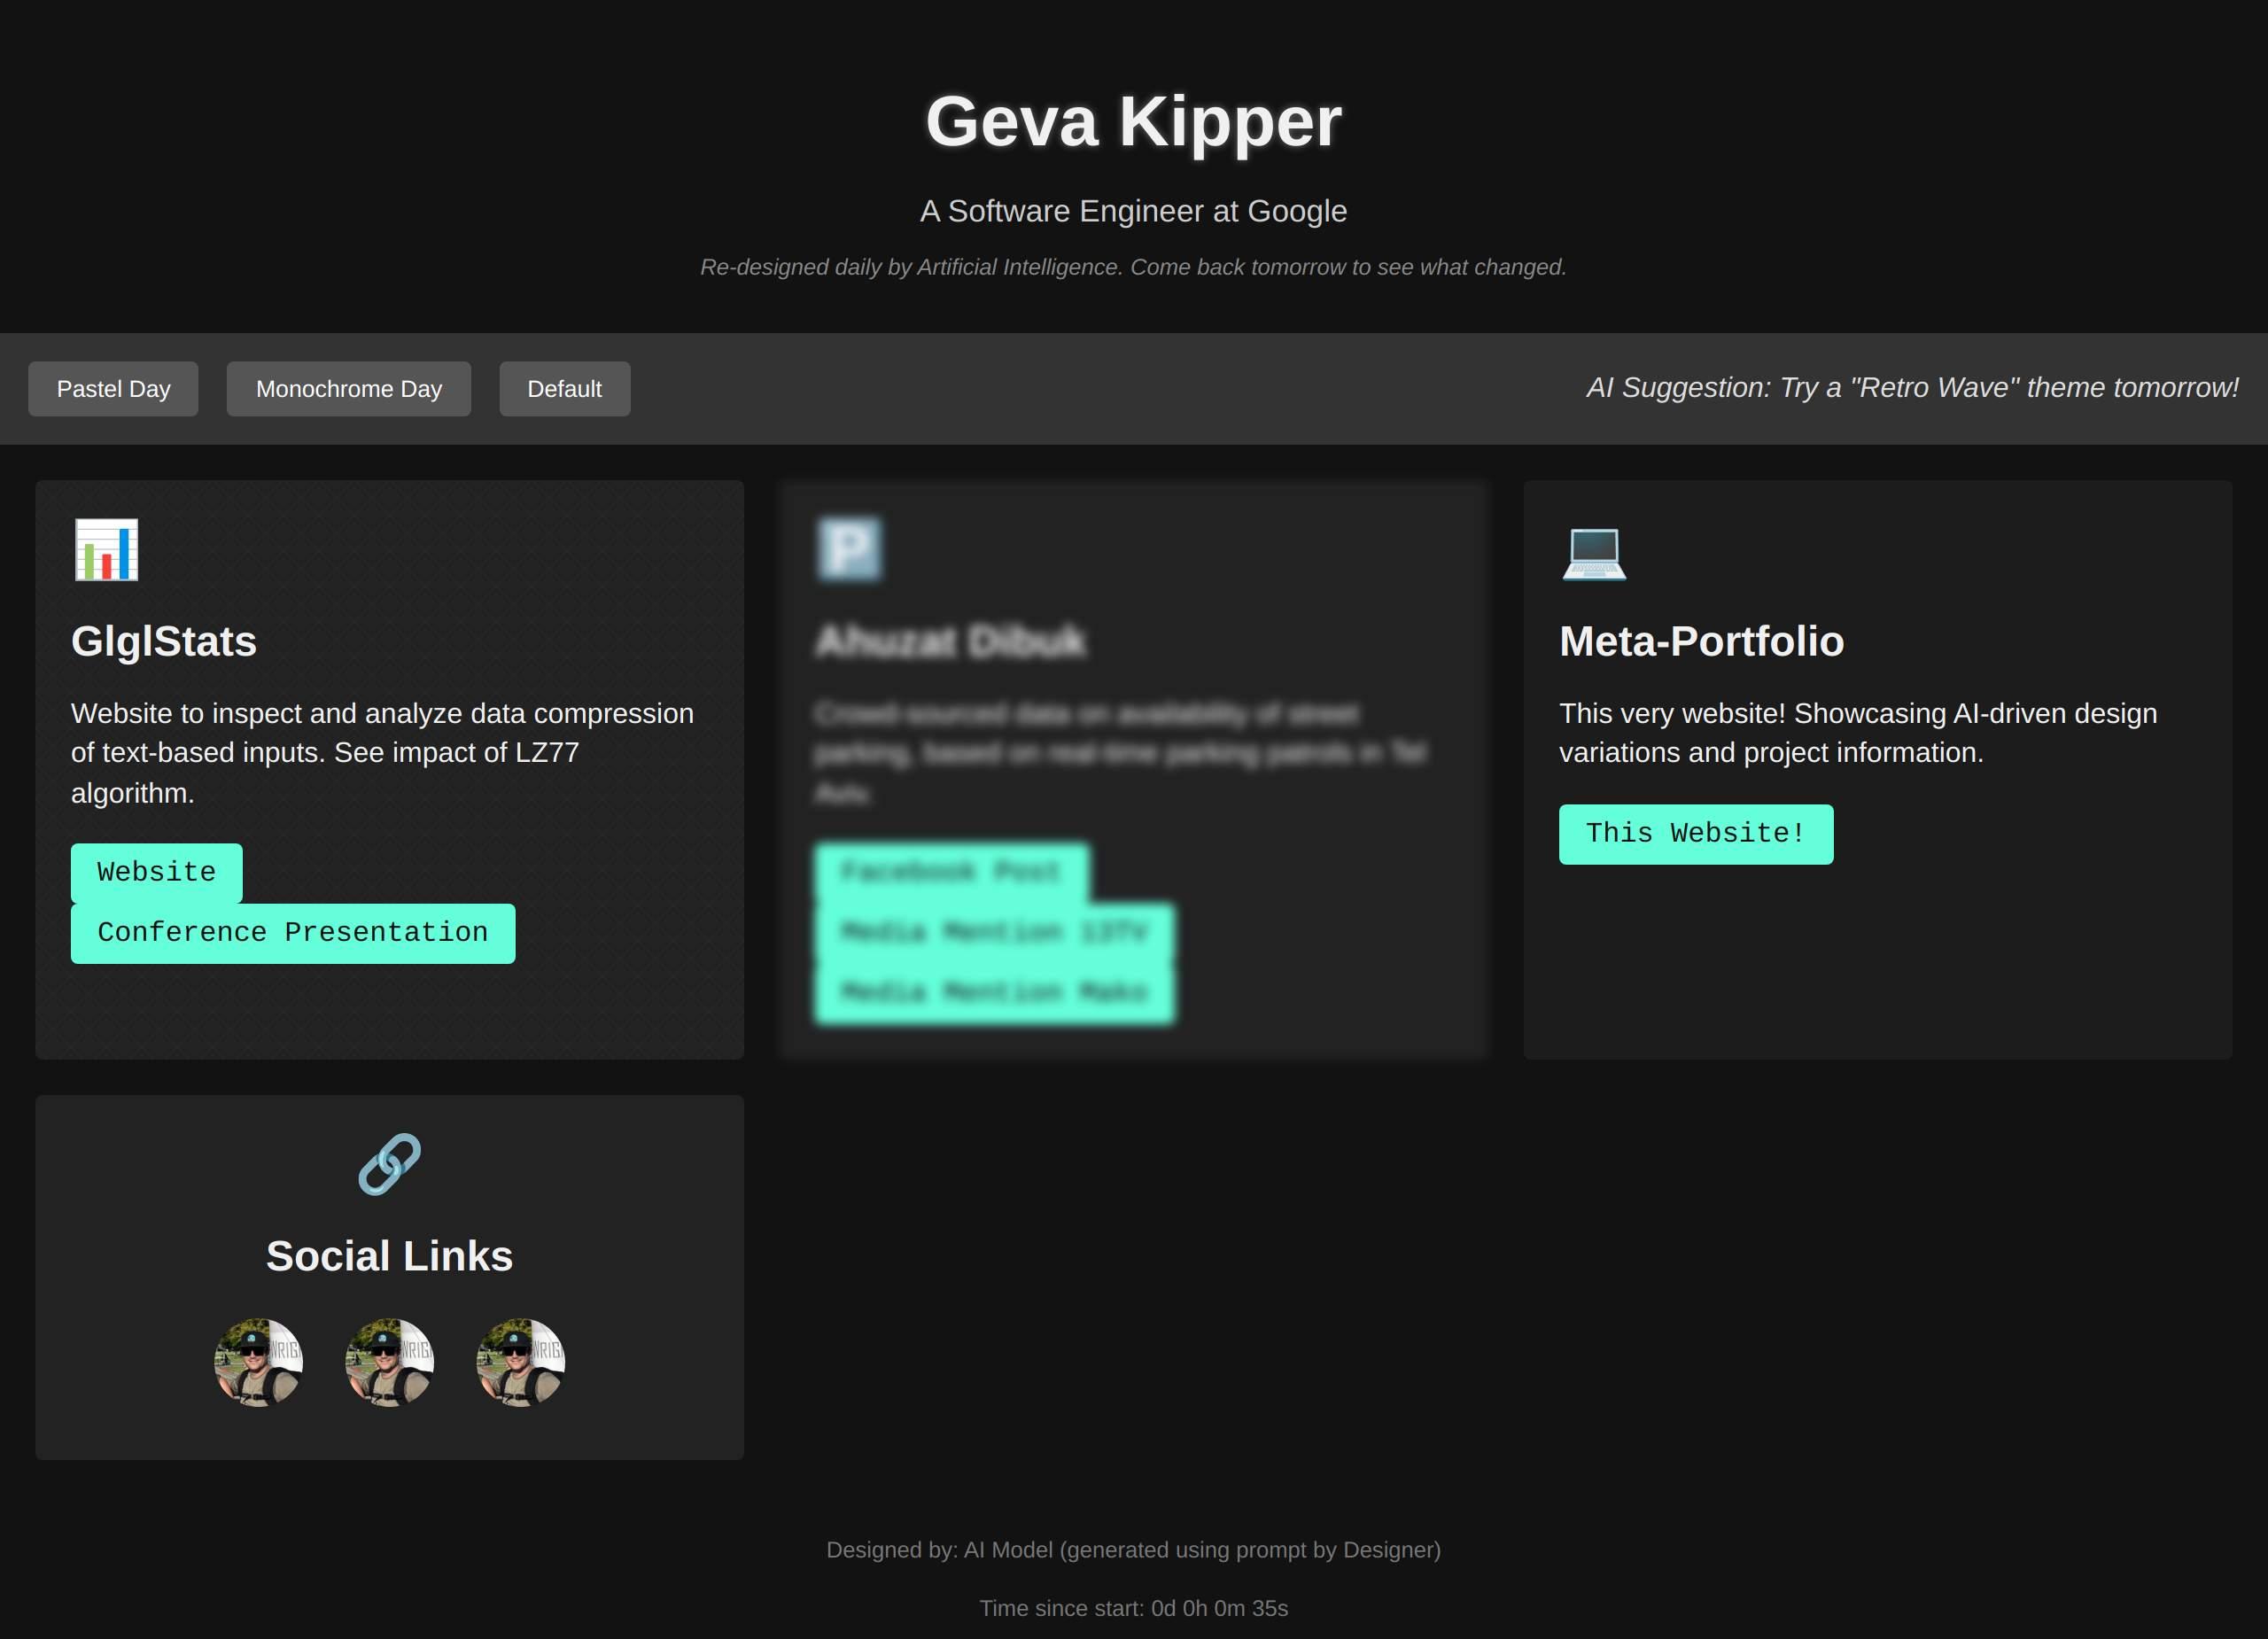 Geva Kipper
A Software Engineer at Google
Re-designed daily by Artificial Intelligence. Come back tomorrow to see what changed.
Pastel Day
Monochrome Day
Default
AI Suggestion: Try a "Retro Wave" theme tomorrow!
GlglStats
Website to inspect and analyze data compression
of text-based inputs. See impact of LZ77
algorithm.
Website
Conference Presentation
P
Ahuzat Dibuk
Crowd-sourced data on availability of street
parking, based on real-time parking patrols in Tel
Aviv.
Facebook Post
Media Mention 13TV
Media Mention Mako
Meta-Portfolio
This very website! Showcasing AI-driven design
variations and project information.
This Website!
Social Links
Designed by: AI Model (generated using prompt by Designer)
Time since start: 0d 0h 0m 35s